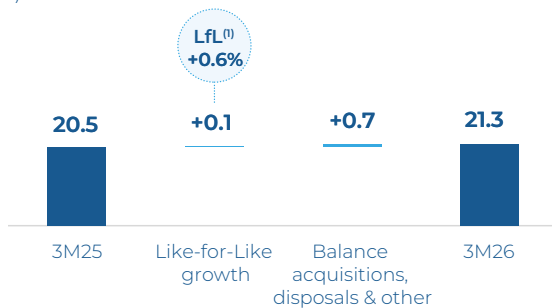 LfL(1)
+0.6%
20.5
+0.1
+0.7
21.3
3M25
Like-for-Like
growth
Balance
acquisitions,
disposals & other
3M26